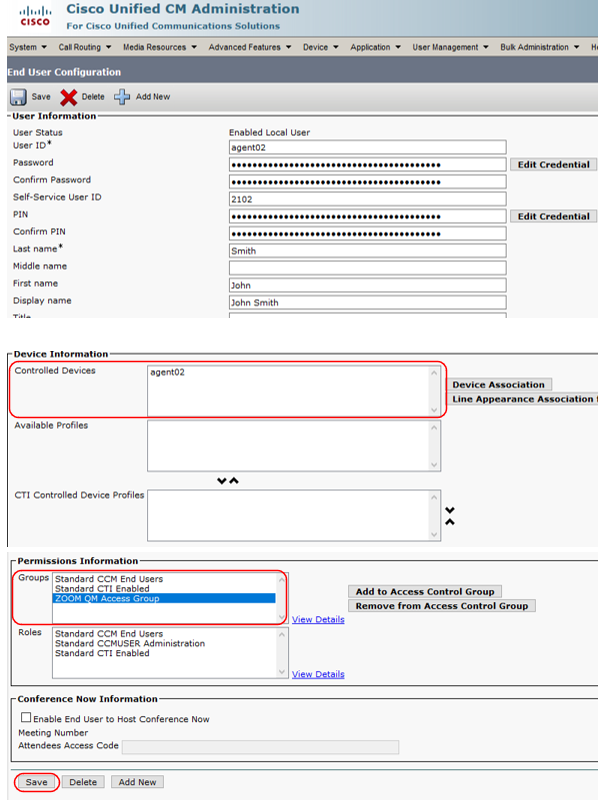 cisco
Cisco Unified CM Administration
For Cisco Unified Communications Solutions
System Call Routing Media Resources Advanced Features Device Application User Management Bulk Administration
End User Configuration
Save Delete Add New
User Information
User Status Enabled Local User
User ID* agent02
Password •••••••••••••••••••••••••••••••••••••••• Edit Credential
Confirm Password ••••••••••••••••••••••••••••••••••••••••
Self-Service User ID 2102
PIN •••••••••••••••••••••••••••••••••••••••• Edit Credential
Confirm PIN ••••••••••••••••••••••••••••••••••••••••
Last name* Smith
Middle name
First name John
Display name John Smith
Title
Device Information
Controlled Devices agent02
Device Association
Line Appearance Association
Available Profiles
CTI Controlled Device Profiles
Permissions Information
Groups Standard CCM End Users
Standard CTI Enabled
ZOOM QM Access Group
Add to Access Control Group
Remove from Access Control Group
View Details
Roles Standard CCM End Users
Standard CCMUSER Administration
Standard CTI Enabled
View Details
Conference Now Information
Enable End User to Host Conference Now
Meeting Number
Attendees Access Code
Save Delete Add New